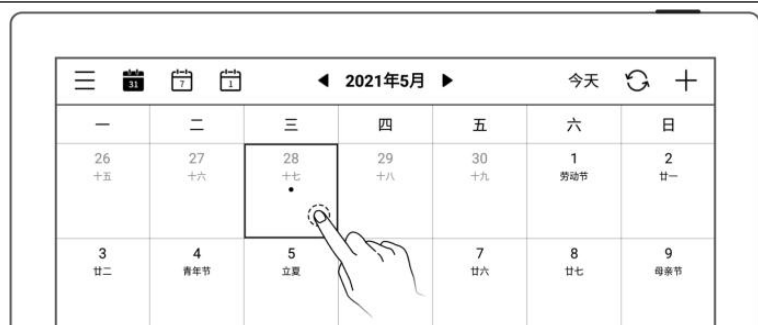 31 7 1 2021年5月 今天
一 二 三 四 五 六 日
26 27 28 29 30 1 2
十五 十六 十七 十八 十九 劳动节 廿一
3 4 5 7 8 9
廿二 青年节 立夏 廿六 廿七 母亲节